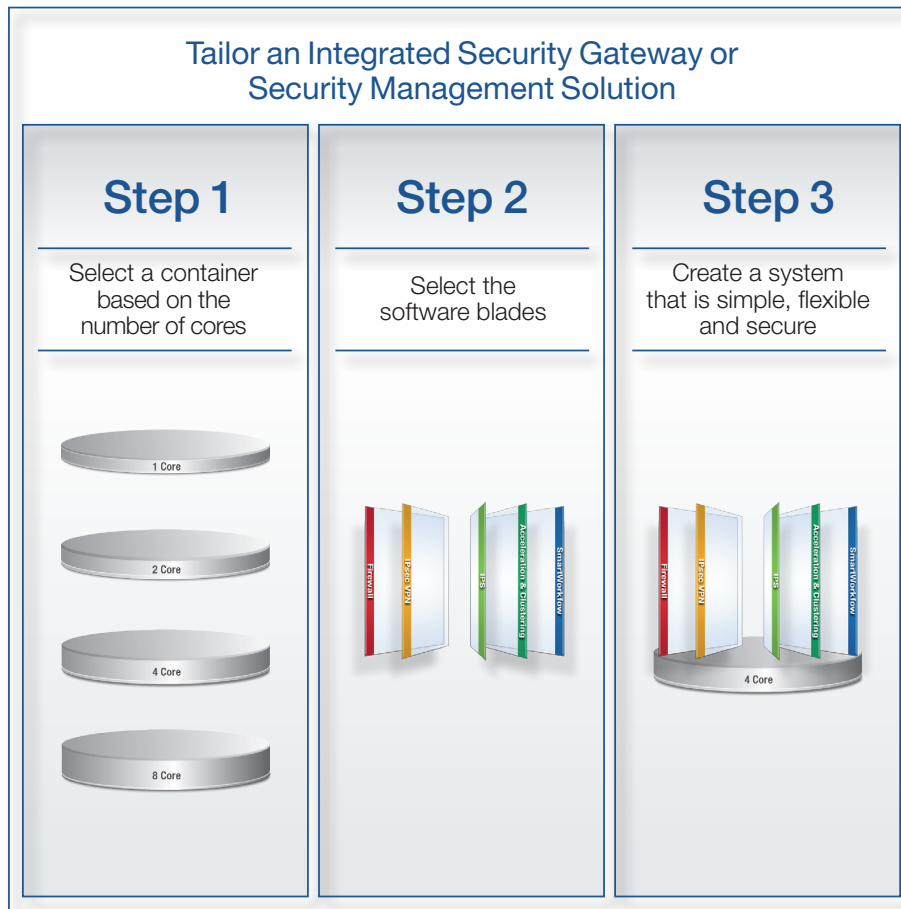 Tailor an Integrated Security Gateway or
Security Management Solution
Step 1
Select a container
based on the
number of cores
1 Core
2 Core
4 Core
8 Core
Step 2
Select the
software blades
Firewall
IPsec VPN
IPS
Acceleration & Clustering
SmartWorkflow
Step 3
Create a system
that is simple, flexible
and secure
Firewall
IPsec VPN
IPS
Acceleration & Clustering
SmartWorkflow
4 Core